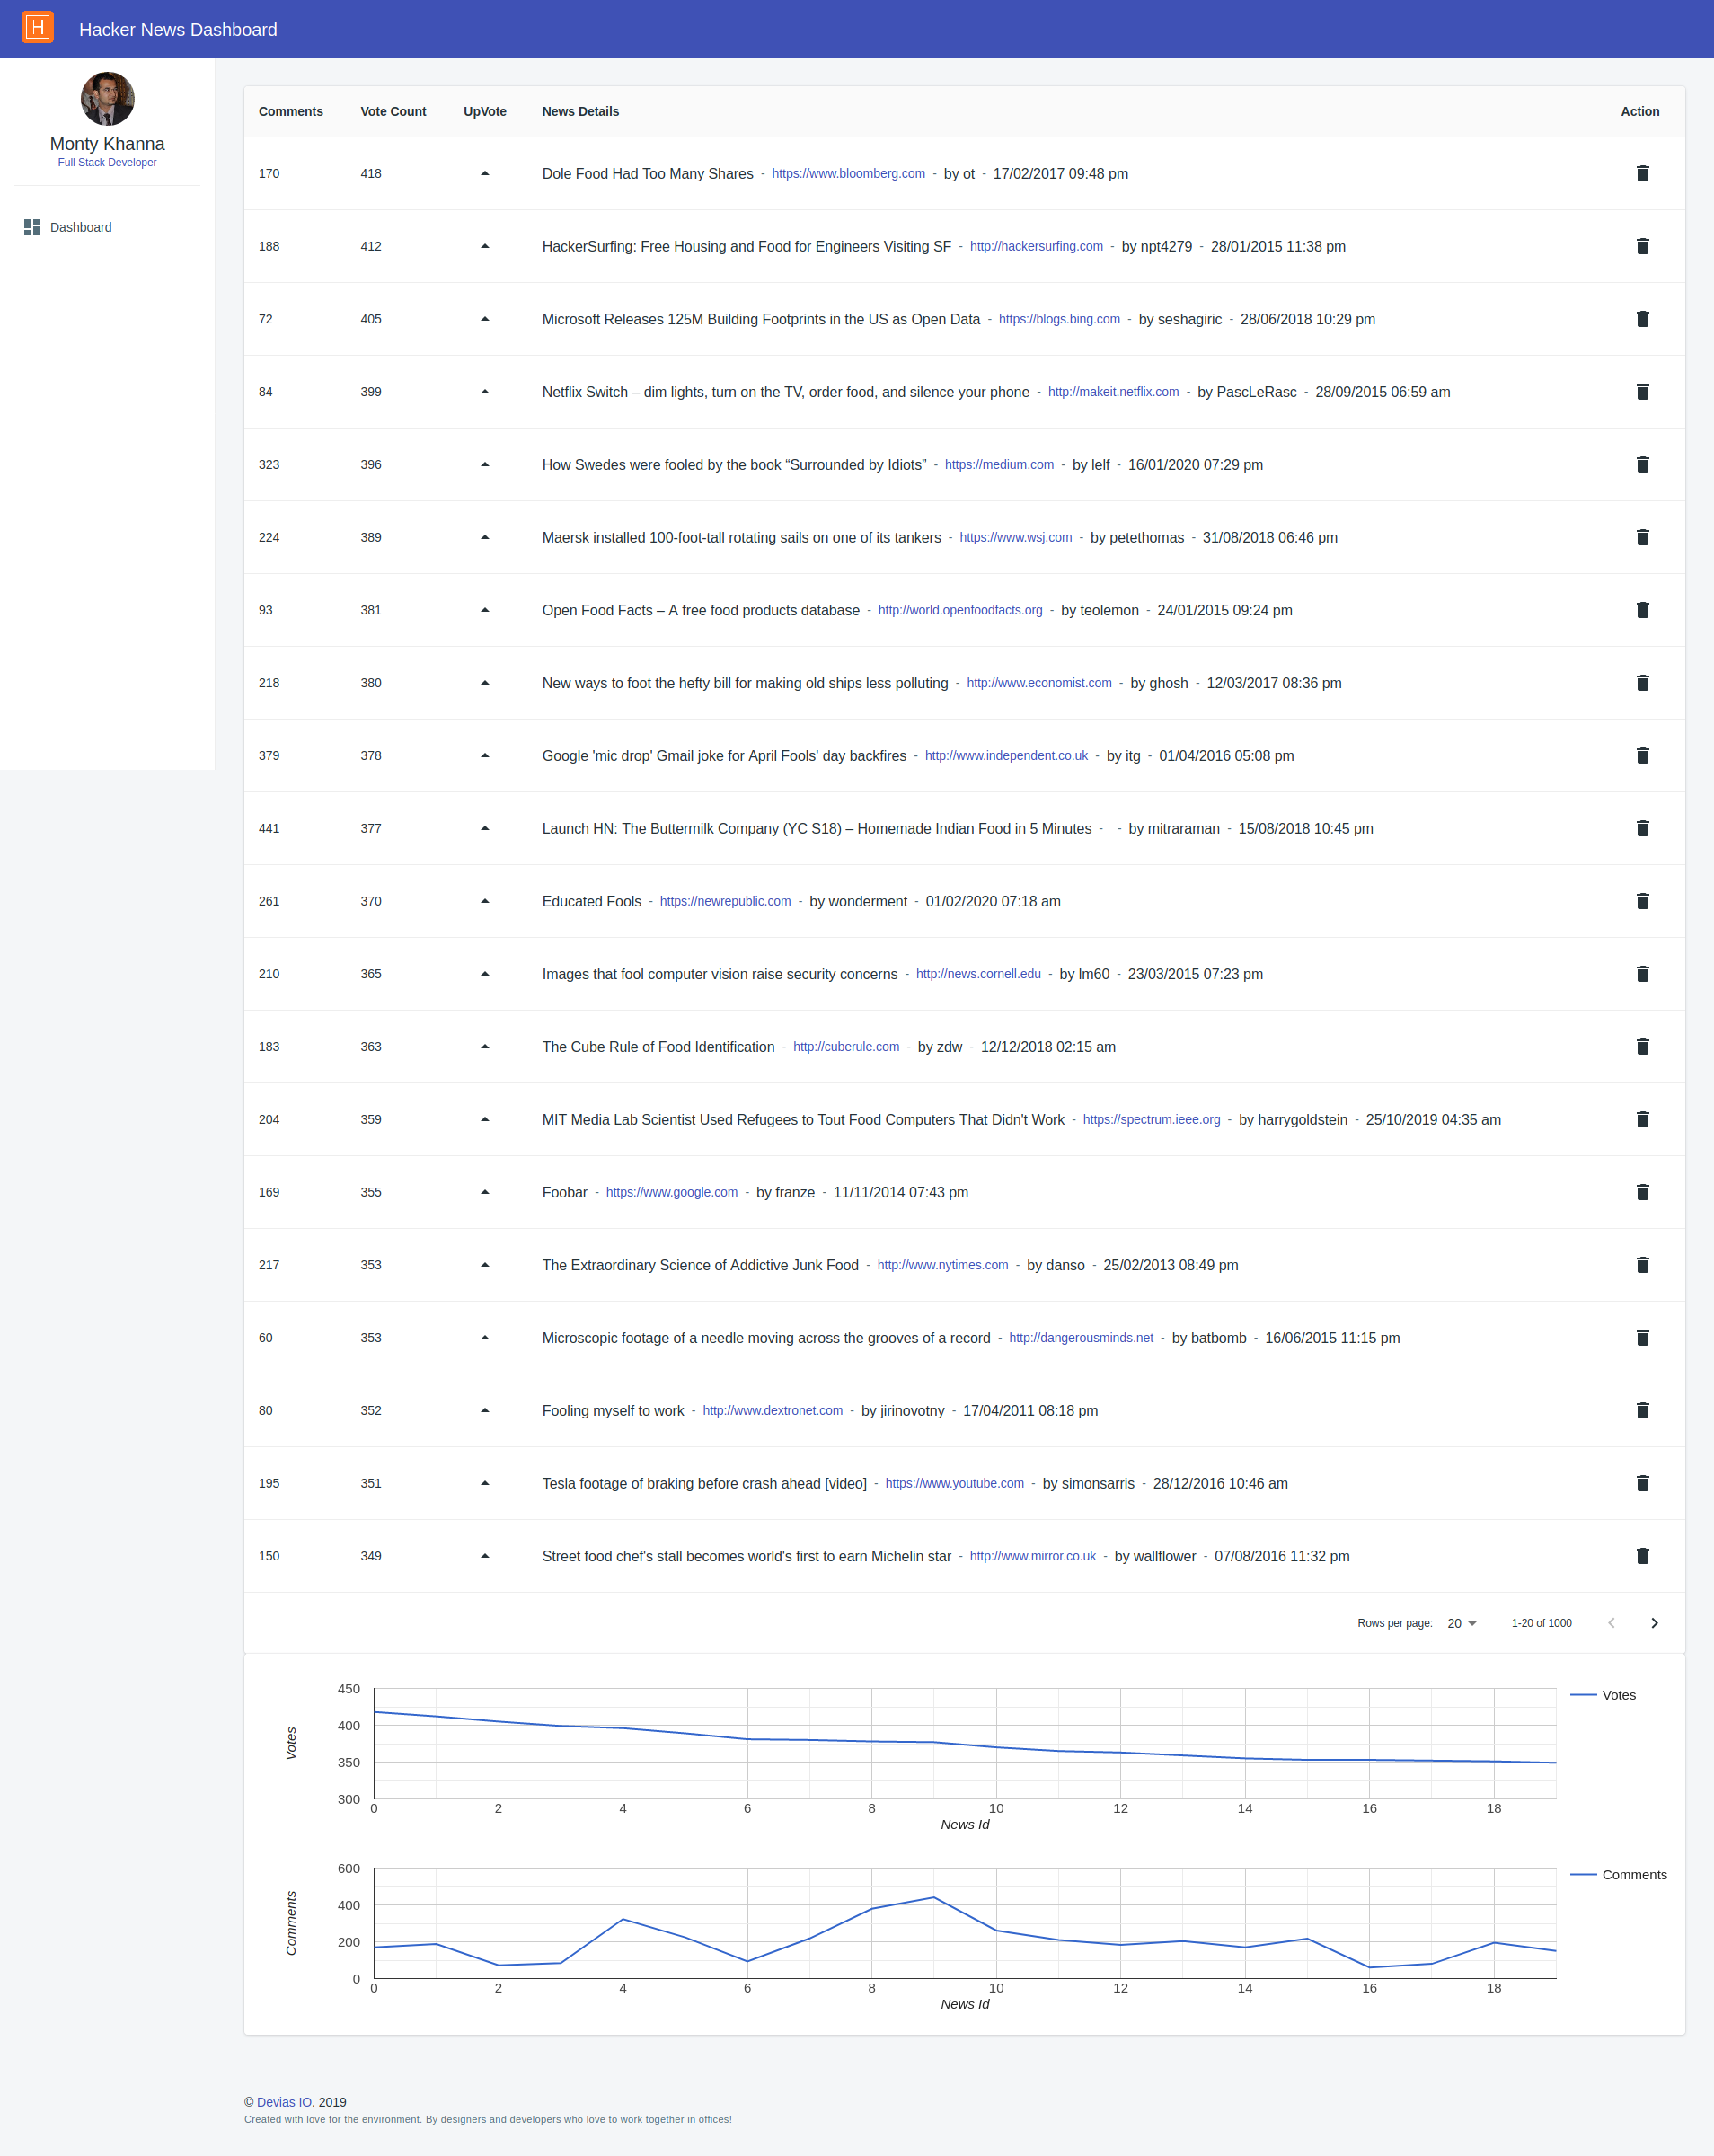 H
Hacker News Dashboard
Monty Khanna
Full Stack Developer
Dashboard
Comments Vote Count UpVote News Details Action
170 418 Dole Food Had Too Many Shares - https://www.bloomberg.com - by ot - 17/02/2017 09:48 pm
188 412 HackerSurfing: Free Housing and Food for Engineers Visiting SF - http://hackersurfing.com - by npt4279 - 28/01/2015 11:38 pm
72 405 Microsoft Releases 125M Building Footprints in the US as Open Data - https://blogs.bing.com - by seshagiric - 28/06/2018 10:29 pm
84 399 Netflix Switch – dim lights, turn on the TV, order food, and silence your phone - http://makeit.netflix.com - by PascLeRasc - 28/09/2015 06:59 am
323 396 How Swedes were fooled by the book “Surrounded by Idiots” - https://medium.com - by lelf - 16/01/2020 07:29 pm
224 389 Maersk installed 100-foot-tall rotating sails on one of its tankers - https://www.wsj.com - by petethomas - 31/08/2018 06:46 pm
93 381 Open Food Facts – A free food products database - http://world.openfoodfacts.org - by teolemon - 24/01/2015 09:24 pm
218 380 New ways to foot the hefty bill for making old ships less polluting - http://www.economist.com - by ghosh - 12/03/2017 08:36 pm
379 378 Google 'mic drop' Gmail joke for April Fools' day backfires - http://www.independent.co.uk - by itg - 01/04/2016 05:08 pm
441 377 Launch HN: The Buttermilk Company (YC S18) – Homemade Indian Food in 5 Minutes - - by mitraraman - 15/08/2018 10:45 pm
261 370 Educated Fools - https://newrepublic.com - by wonderment - 01/02/2020 07:18 am
210 365 Images that fool computer vision raise security concerns - http://news.cornell.edu - by lm60 - 23/03/2015 07:23 pm
183 363 The Cube Rule of Food Identification - http://cuberule.com - by zdw - 12/12/2018 02:15 am
204 359 MIT Media Lab Scientist Used Refugees to Tout Food Computers That Didn't Work - https://spectrum.ieee.org - by harrygoldstein - 25/10/2019 04:35 am
169 355 Foobar - https://www.google.com - by franze - 11/11/2014 07:43 pm
217 353 The Extraordinary Science of Addictive Junk Food - http://www.nytimes.com - by danso - 25/02/2013 08:49 pm
60 353 Microscopic footage of a needle moving across the grooves of a record - http://dangerousminds.net - by batbomb - 16/06/2015 11:15 pm
80 352 Fooling myself to work - http://www.dextronet.com - by jirinovotny - 17/04/2011 08:18 pm
195 351 Tesla footage of braking before crash ahead [video] - https://www.youtube.com - by simonsarris - 28/12/2016 10:46 am
150 349 Street food chef's stall becomes world's first to earn Michelin star - http://www.mirror.co.uk - by wallflower - 07/08/2016 11:32 pm
Rows per page: 20 1-20 of 1000
450
400
350
300
Votes
0 2 4 6 8 10 12 14 16 18
News Id
Votes
600
400
200
0
Comments
0 2 4 6 8 10 12 14 16 18
News Id
Comments
© Devias IO. 2019
Created with love for the environment. By designers and developers who love to work together in offices!